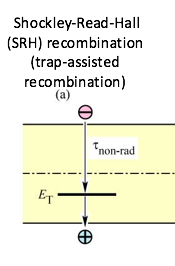 Shockley-Read-Hall
(SRH) recombination
(trap-assisted
recombination)
(a)
τnon-rad
ET